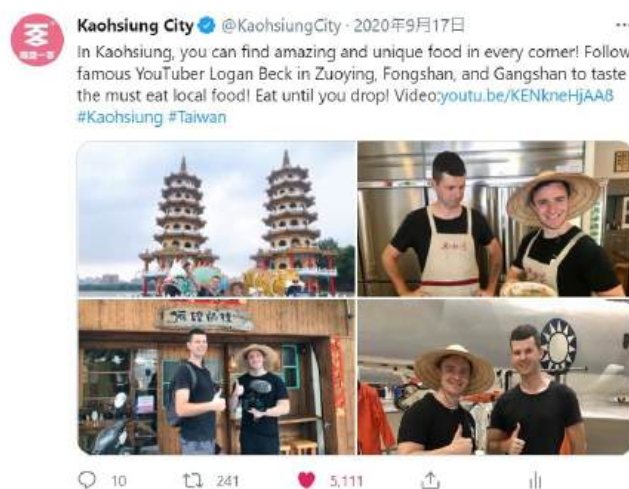 Kaohsiung City @KaohsiungCity · 2020年9月17日
In Kaohsiung, you can find amazing and unique food in every corner! Follow
famous YouTuber Logan Beck in Zuoying, Fongshan, and Gangshan to taste
the must eat local food! Eat until you drop! Video:youtu.be/KENkneHjAA8
#Kaohsiung #Taiwan
10
241
5,111